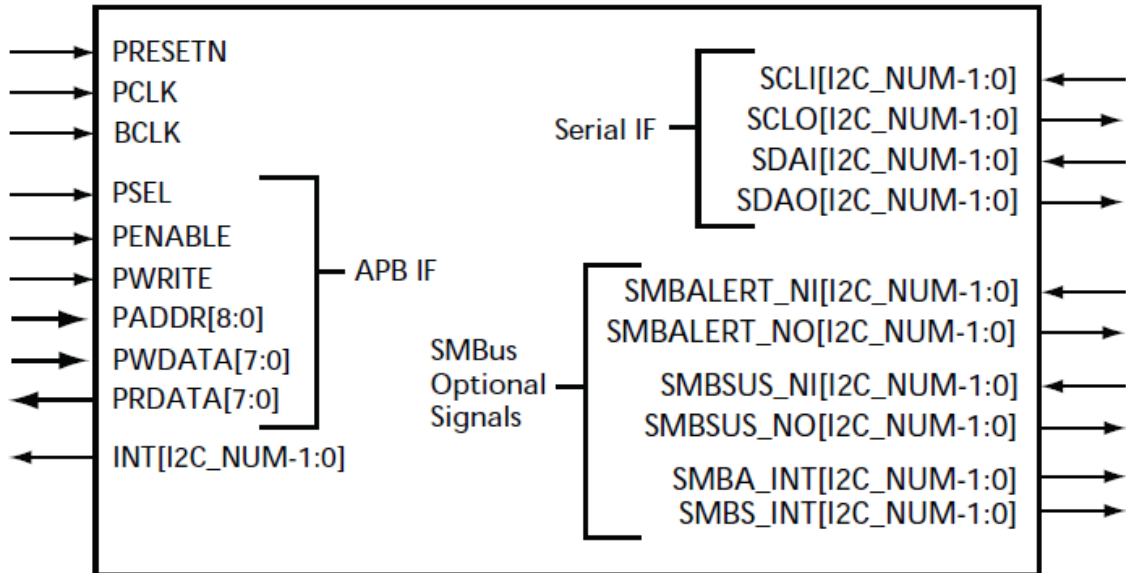 PRESETN
PCLK
BCLK
PSEL
PENABLE
PWRITE
PADDR[8:0]
PWDATA[7:0]
PRDATA[7:0]
APB IF
INT[I2C_NUM-1:0]
Serial IF
SCLI[I2C_NUM-1:0]
SCLO[I2C_NUM-1:0]
SDAI[I2C_NUM-1:0]
SDAO[I2C_NUM-1:0]
SMBus
Optional
Signals
SMBALERT_NI[I2C_NUM-1:0]
SMBALERT_NO[I2C_NUM-1:0]
SMBSUS_NI[I2C_NUM-1:0]
SMBSUS_NO[I2C_NUM-1:0]
SMBA_INT[I2C_NUM-1:0]
SMBS_INT[I2C_NUM-1:0]